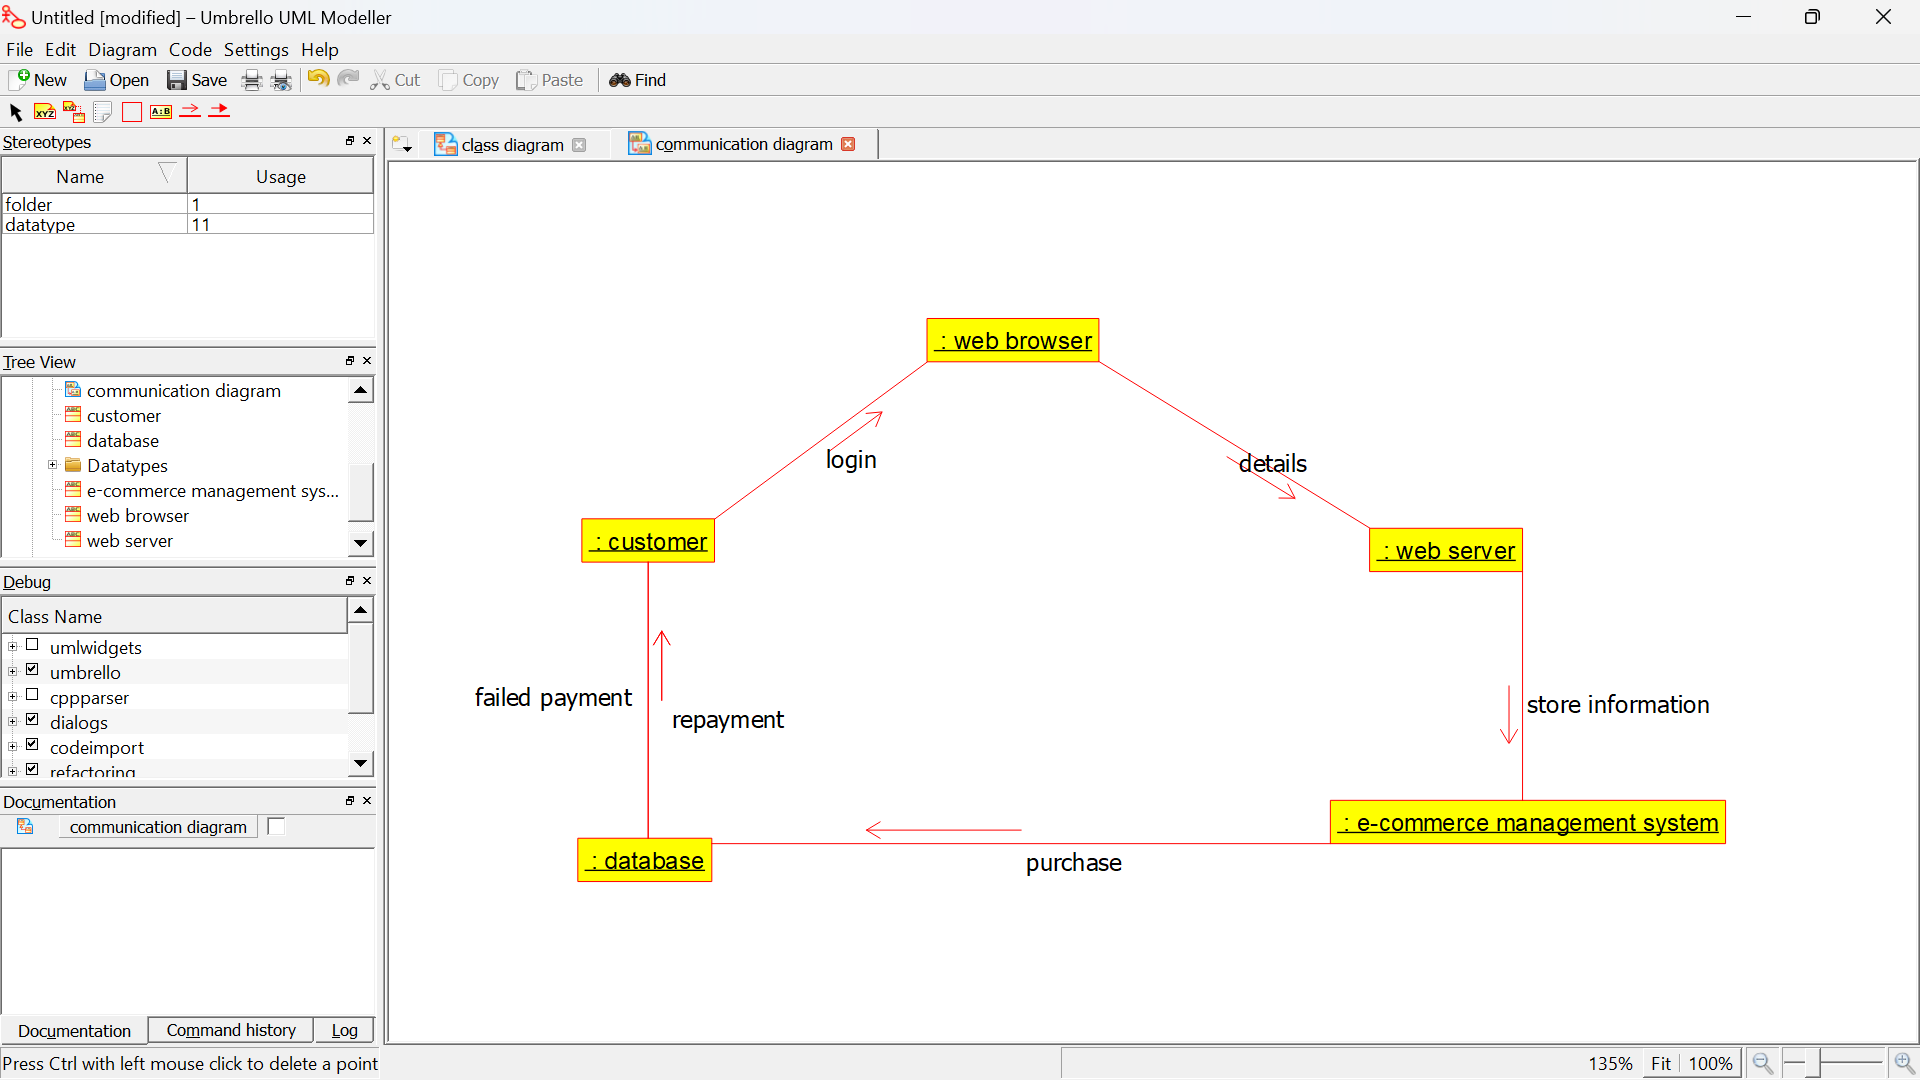 Untitled [modified] – Umbrello UML Modeller
File Edit Diagram Code Settings Help
New Open Save Cut Copy Paste Find
XYZ XYZ A:B
Stereotypes
Name Usage
folder 1
datatype 11
Tree View
communication diagram
customer
database
Datatypes
e-commerce management sys...
web browser
web server
Debug
Class Name
umlwidgets
umbrello
cppparser
dialogs
codeimport
refactoring
Documentation
communication diagram
Documentation Command history Log
Press Ctrl with left mouse click to delete a point
class diagram communication diagram
: web browser
login
details
: customer
: web server
failed payment
repayment
store information
: e-commerce management system
: database
purchase
135% Fit 100%